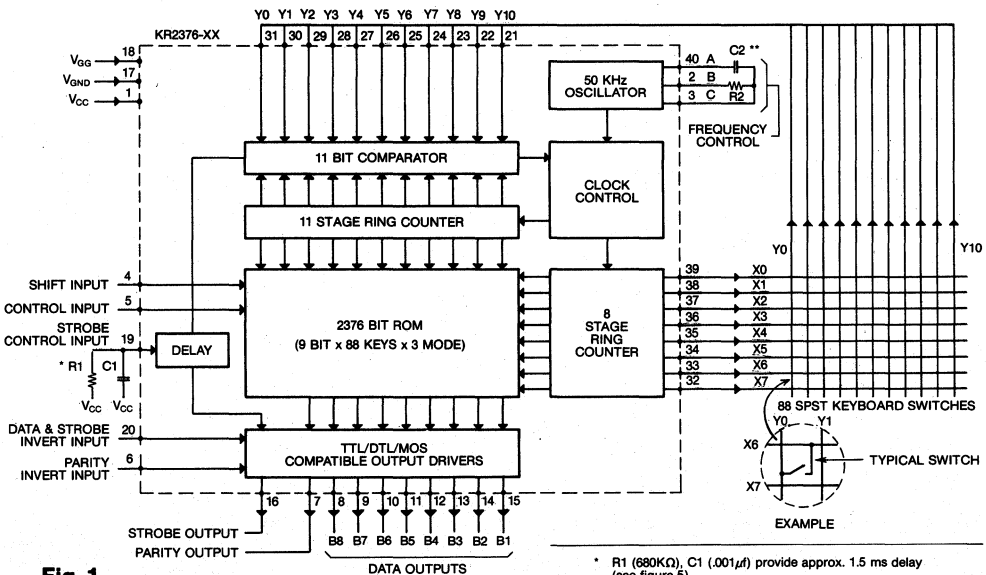 Y0 Y1 Y2 Y3 Y4 Y5 Y6 Y7 Y8 Y9 Y10
KR2376-XX
31 30 29 28 27 26 25 24 23 22 21
VGG 18
VGND 17
VCC 1
50 KHz
OSCILLATOR
40 A C2 **
2 B
3 C R2
FREQUENCY
CONTROL
11 BIT COMPARATOR
CLOCK
CONTROL
11 STAGE RING COUNTER
Y0 Y10
SHIFT INPUT 4
CONTROL INPUT 5
STROBE
CONTROL INPUT 19
* R1 C1
VCC VCC
DELAY
2376 BIT ROM
(9 BIT x 88 KEYS x 3 MODE)
8
STAGE
RING
COUNTER
39 X0
38 X1
37 X2
36 X3
35 X4
34 X5
33 X6
32 X7
88 SPST KEYBOARD SWITCHES
Y0 Y1
X6
TYPICAL SWITCH
X7
EXAMPLE
DATA & STROBE
INVERT INPUT 20
PARITY
INVERT INPUT 6
TTL/DTL/MOS
COMPATIBLE OUTPUT DRIVERS
16 7 8 9 10 11 12 13 14 15
STROBE OUTPUT
PARITY OUTPUT
B8 B7 B6 B5 B4 B3 B2 B1
DATA OUTPUTS
* R1 (680KΩ), C1 (.001µf) provide approx. 1.5 ms delay
(see figure 5)
Fig. 1